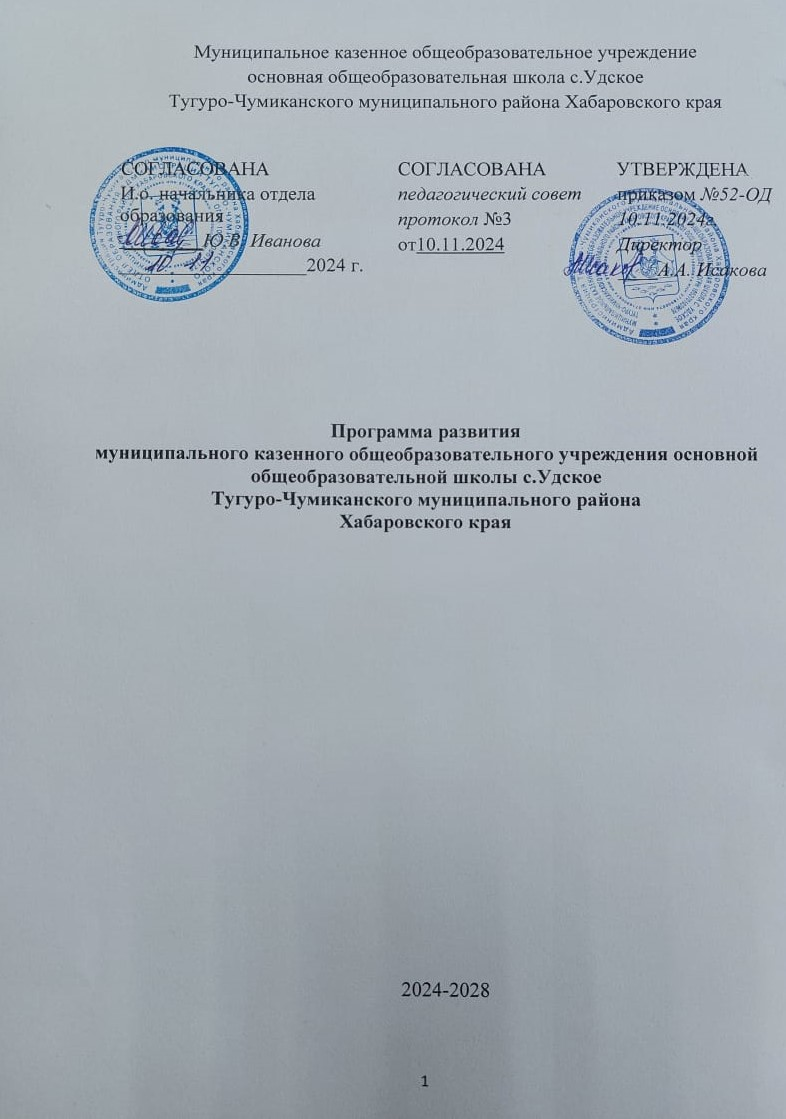 Муниципальное казенное общеобразовательное учреждение
основная общеобразовательная школа с.Удское
Тугуро-Чумиканского муниципального района Хабаровского края
СОГЛАСОВАНА
И.о. начальника отдела
образования
Ю.В. Иванова
10. 11 2024 г.
СОГЛАСОВАНА
педагогический совет
протокол №3
от10.11.2024
УТВЕРЖДЕНА
приказом №52-ОД
10.11.2024г
Директор
А.А. Исакова
Программа развития
муниципального казенного общеобразовательного учреждения основной
общеобразовательной школы с.Удское
Тугуро-Чумиканского муниципального района
Хабаровского края
2024-2028
1